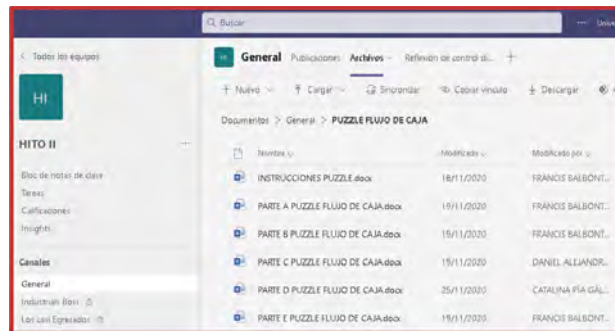 Buscar
Todos los equipos
HI
HITO II
Bloc de notas de clase
Tareas
Calificaciones
Insights
Canales
General
Industrias Boss
Los casi Egresados
HI General Publicaciones Archivos Reflexión de control di...
Nuevo Cargar Sincronizar Copiar vínculo Descargar
Documentos > General > PUZZLE FLUJO DE CAJA
Nombre Modificado Modificado por
INSTRUCCIONES PUZZLE.docx 18/11/2020 FRANCIS BALBONT...
PARTE A PUZZLE FLUJO DE CAJA.docx 19/11/2020 FRANCIS BALBONT...
PARTE B PUZZLE FLUJO DE CAJA.docx 19/11/2020 FRANCIS BALBONT...
PARTE C PUZZLE FLUJO DE CAJA.docx 19/11/2020 DANIEL ALEJANDR...
PARTE D PUZZLE FLUJO DE CAJA.docx 25/11/2020 CATALINA PÍA GÁL...
PARTE E PUZZLE FLUJO DE CAJA.docx 19/11/2020 FRANCIS BALBONT...